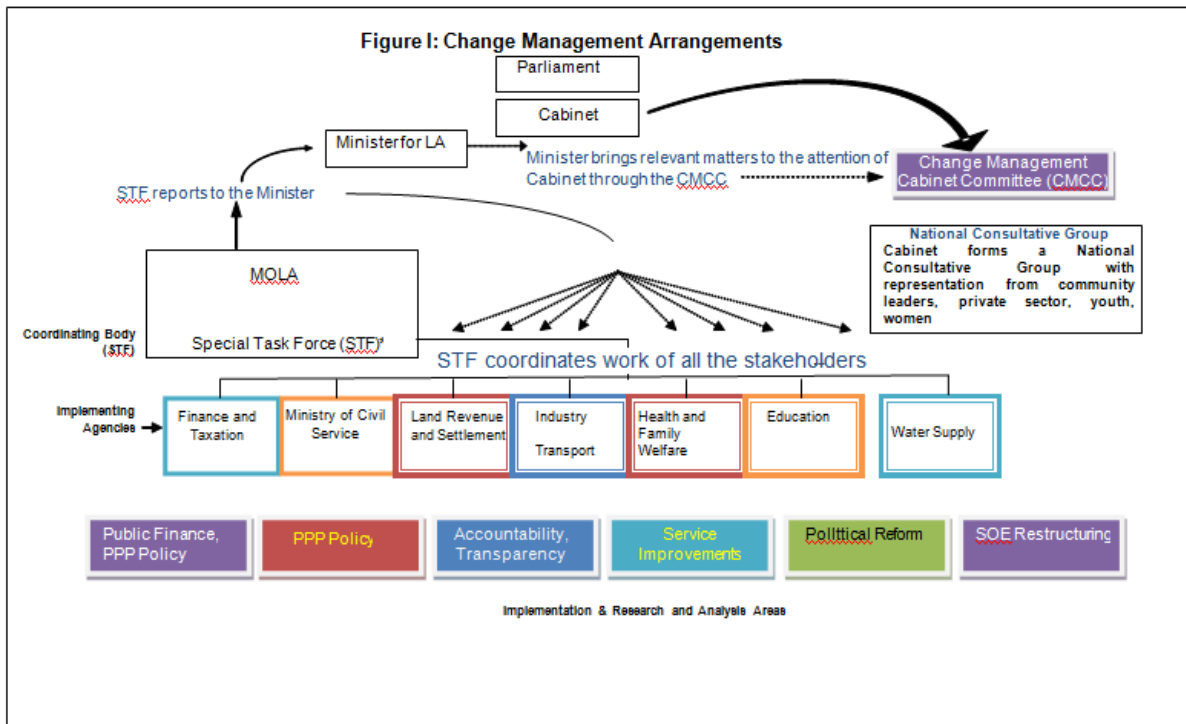 Figure I: Change Management Arrangements
Parliament
Cabinet
Minister for LA
Minister brings relevant matters to the attention of
Cabinet through the CMCC
Change Management
Cabinet Committee (CMCC)
STF reports to the Minister
National Consultative Group
Cabinet forms a National
Consultative Group with
representation from community
leaders, private sector, youth,
women
MOLA
Special Task Force (STF)
Coordinating Body
(STF)
STF coordinates work of all the stakeholders
Implementing
Agencies
Finance and
Taxation
Ministry of Civil
Service
Land Revenue
and Settlement
Industry
Transport
Health and
Family
Welfare
Education
Water Supply
Public Finance,
PPP Policy
PPP Policy
Accountability,
Transparency
Service
Improvements
Polittical Reform
SOE Restructuring
Implementation & Research and Analysis Areas